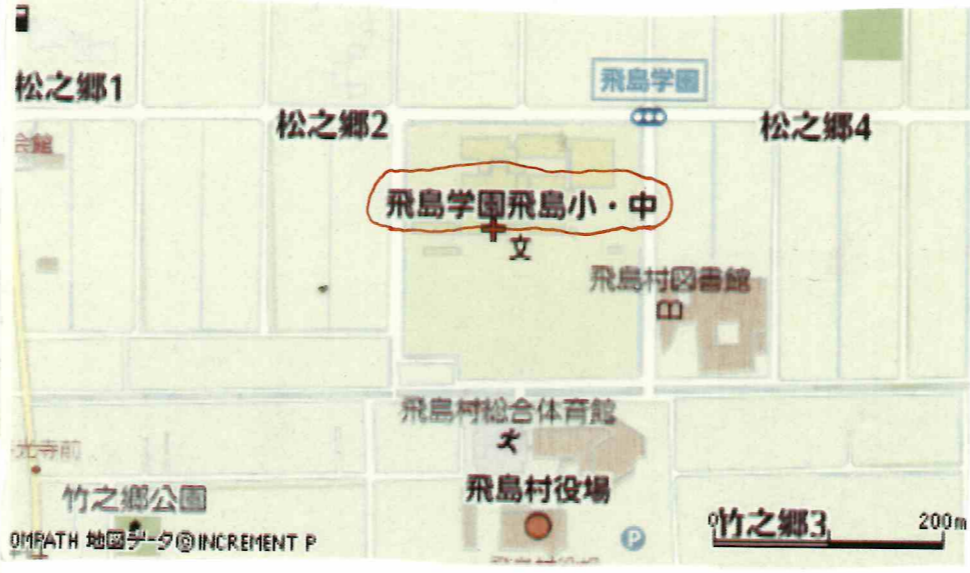 松之郷1
飛島学園
松之郷2
松之郷4
会館
飛島学園飛島小・中
文
飛島村図書館
飛島村総合体育館
光寺前
竹之郷公園
飛島村役場
P
竹之郷3
200m
OMPATH 地図データ©INCREMENT P